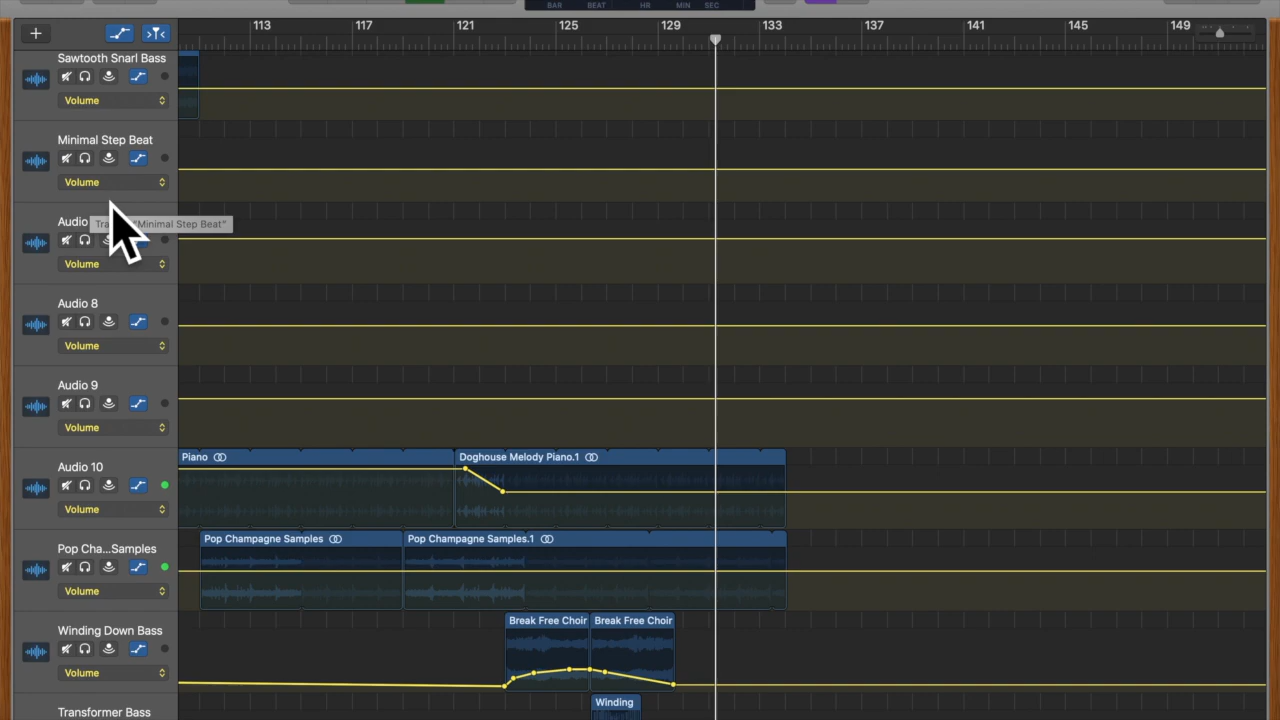 BAR BEAT HR MIN SEC
113 117 121 125 129 133 137 141 145 149
Sawtooth Snarl Bass
Volume
Minimal Step Beat
Volume
Audio
"Minimal Step Beat"
Volume
Audio 8
Volume
Audio 9
Volume
Audio 10
Volume
Piano
Doghouse Melody Piano.1
Pop Cha...Samples
Volume
Pop Champagne Samples
Pop Champagne Samples.1
Winding Down Bass
Volume
Break Free Choir
Break Free Choir
Transformer Bass
Winding